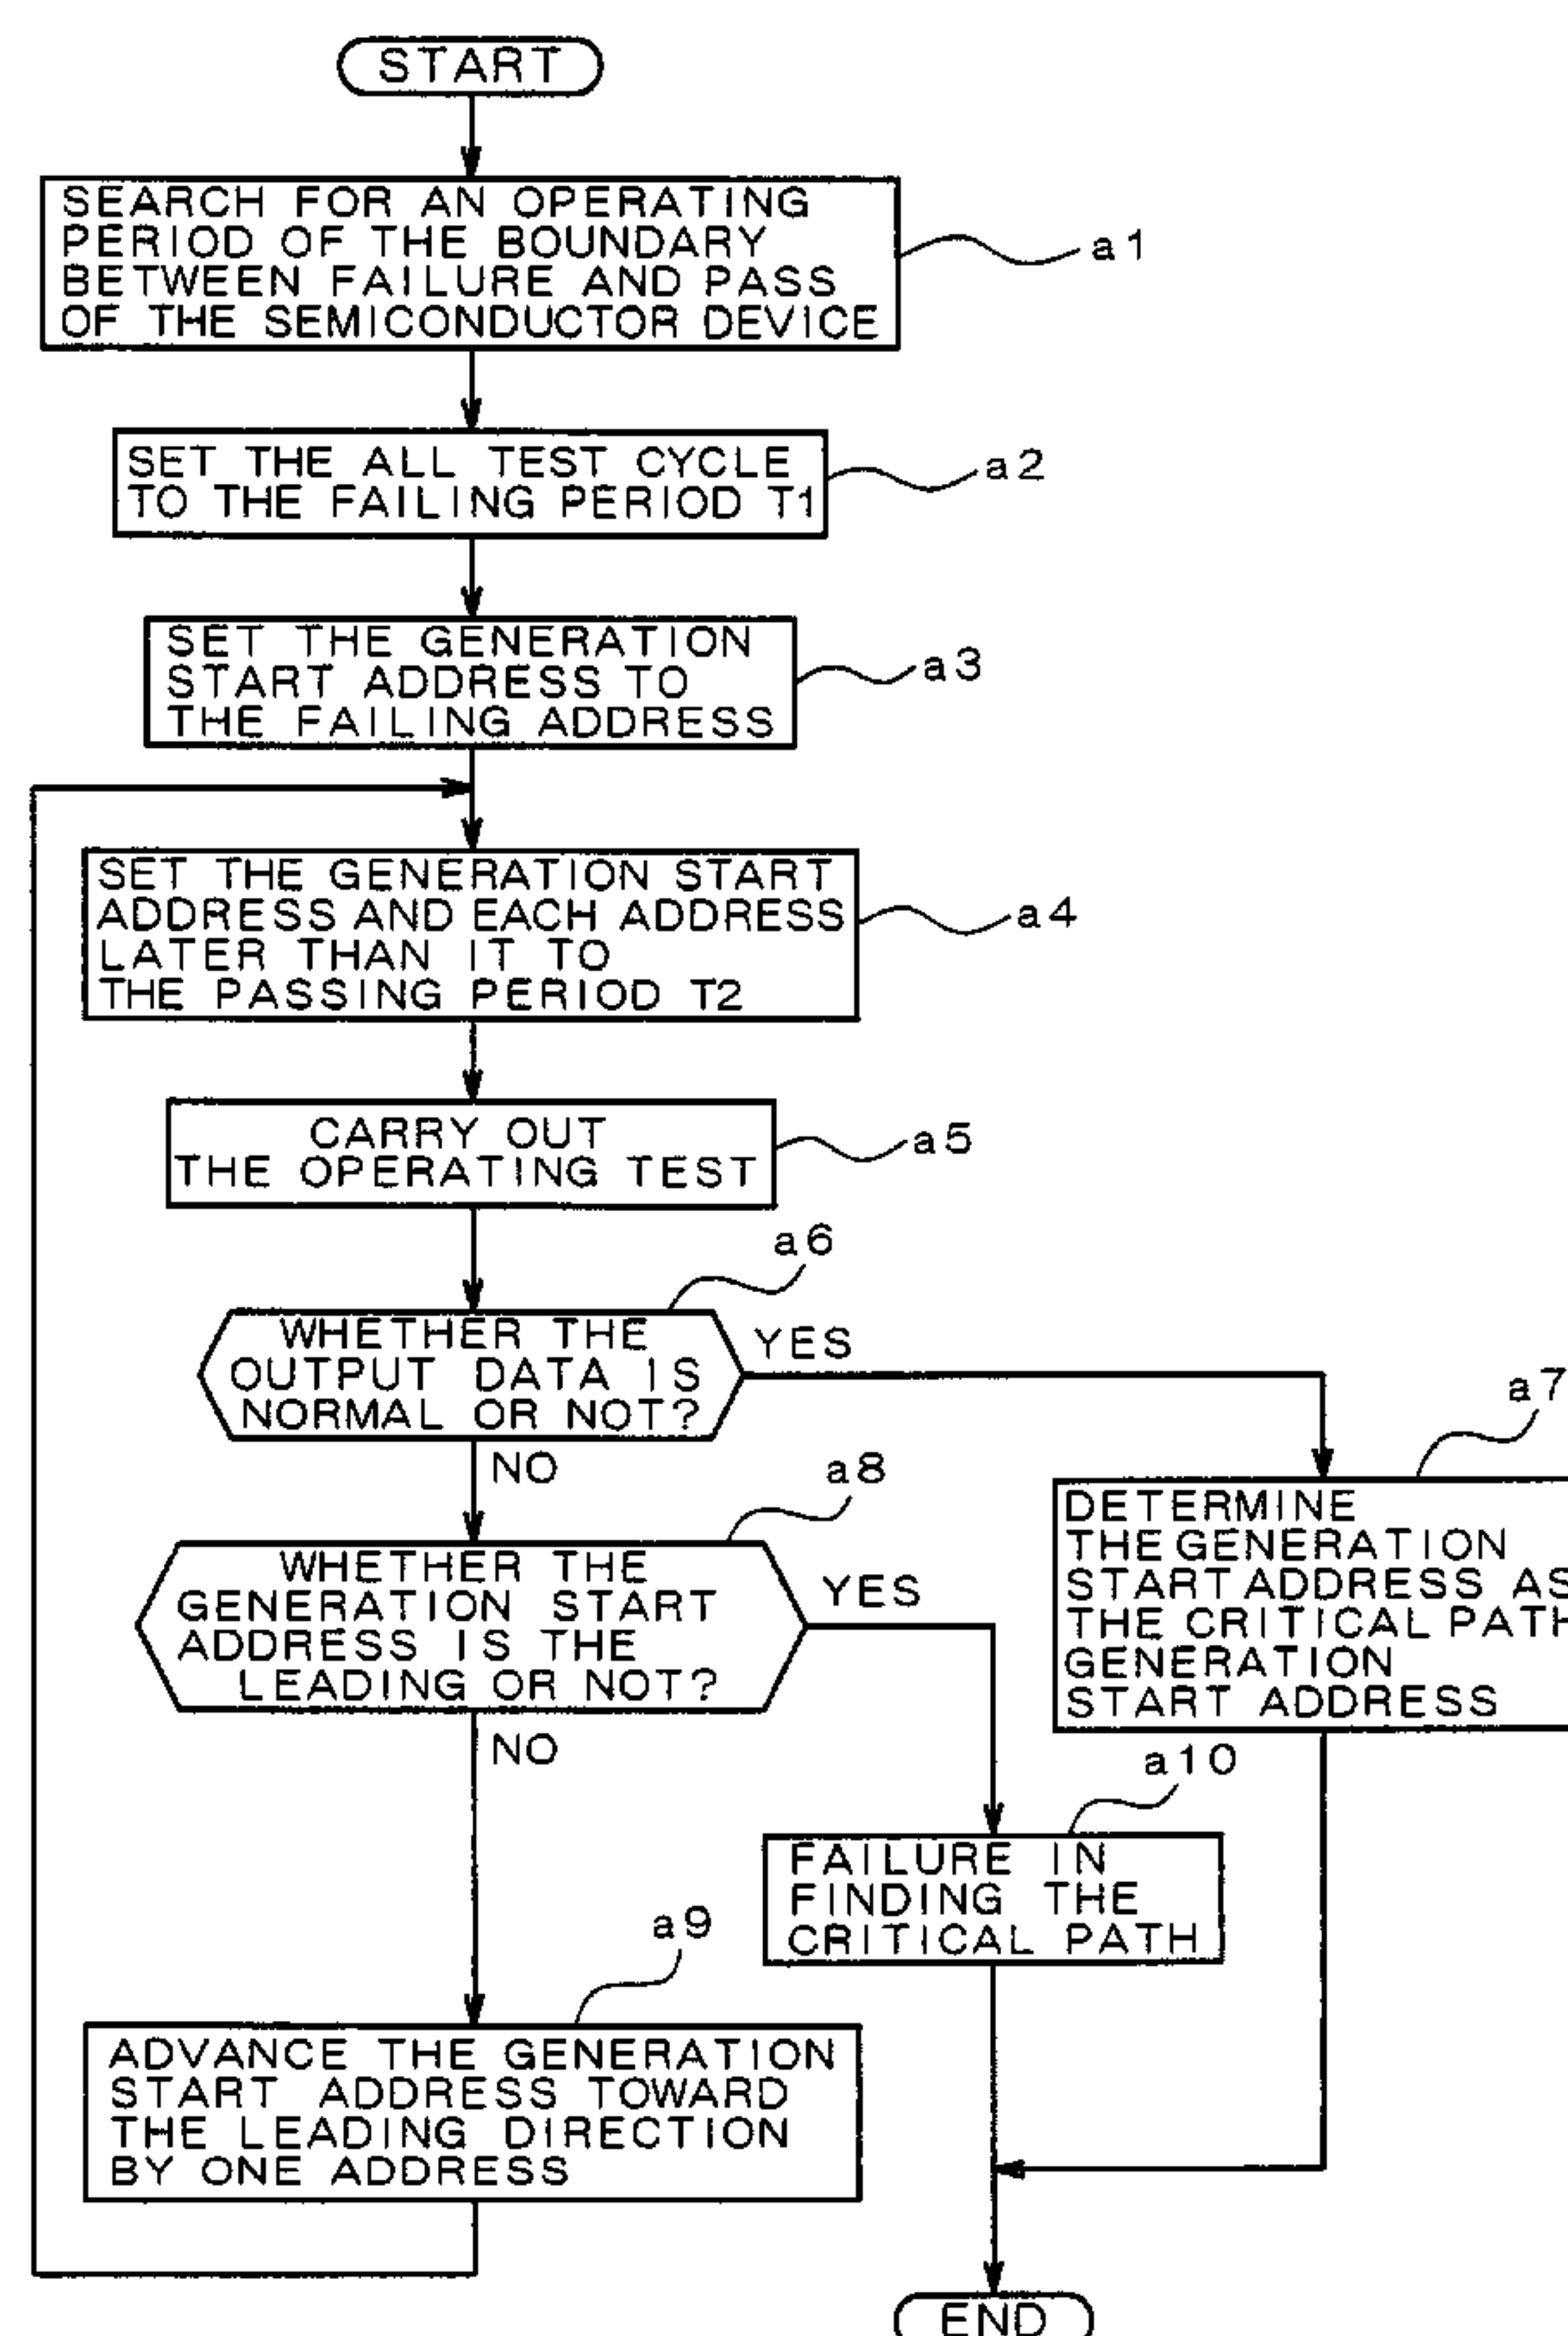 START
SEARCH FOR AN OPERATING
PERIOD OF THE BOUNDARY
BETWEEN FAILURE AND PASS
OF THE SEMICONDUCTOR DEVICE
a1
SET THE ALL TEST CYCLE
TO THE FAILING PERIOD T1
a2
SET THE GENERATION
START ADDRESS TO
THE FAILING ADDRESS
a3
SET THE GENERATION START
ADDRESS AND EACH ADDRESS
LATER THAN IT TO
THE PASSING PERIOD T2
a4
CARRY OUT
THE OPERATING TEST
a5
a6
WHETHER THE
OUTPUT DATA IS
NORMAL OR NOT?
YES
NO
a7
DETERMINE
THE GENERATION
START ADDRESS AS
THE CRITICAL PATH
GENERATION
START ADDRESS
a8
WHETHER THE
GENERATION START
ADDRESS IS THE
LEADING OR NOT?
YES
NO
a10
FAILURE IN
FINDING THE
CRITICAL PATH
a9
ADVANCE THE GENERATION
START ADDRESS TOWARD
THE LEADING DIRECTION
BY ONE ADDRESS
END